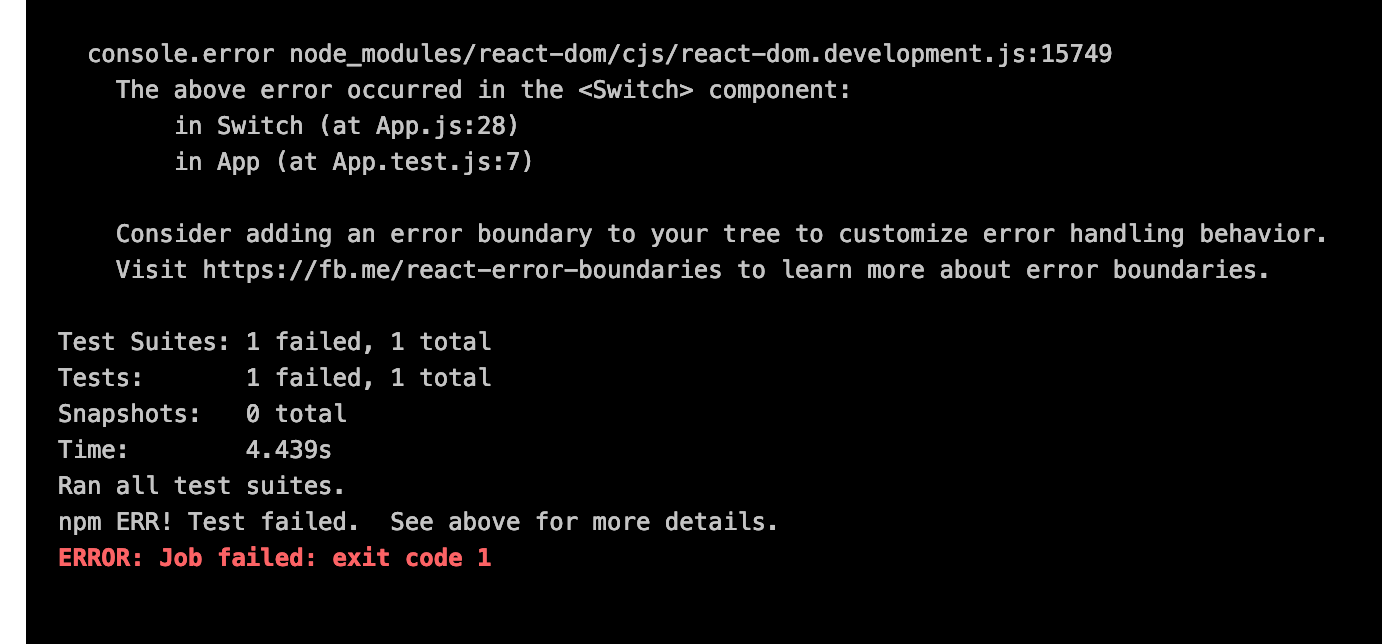 console.error node_modules/react-dom/cjs/react-dom.development.js:15749
The above error occurred in the <Switch> component:
in Switch (at App.js:28)
in App (at App.test.js:7)
Consider adding an error boundary to your tree to customize error handling behavior.
Visit https://fb.me/react-error-boundaries to learn more about error boundaries.
Test Suites: 1 failed, 1 total
Tests:       1 failed, 1 total
Snapshots:   0 total
Time:        4.439s
Ran all test suites.
npm ERR! Test failed.  See above for more details.
ERROR: Job failed: exit code 1